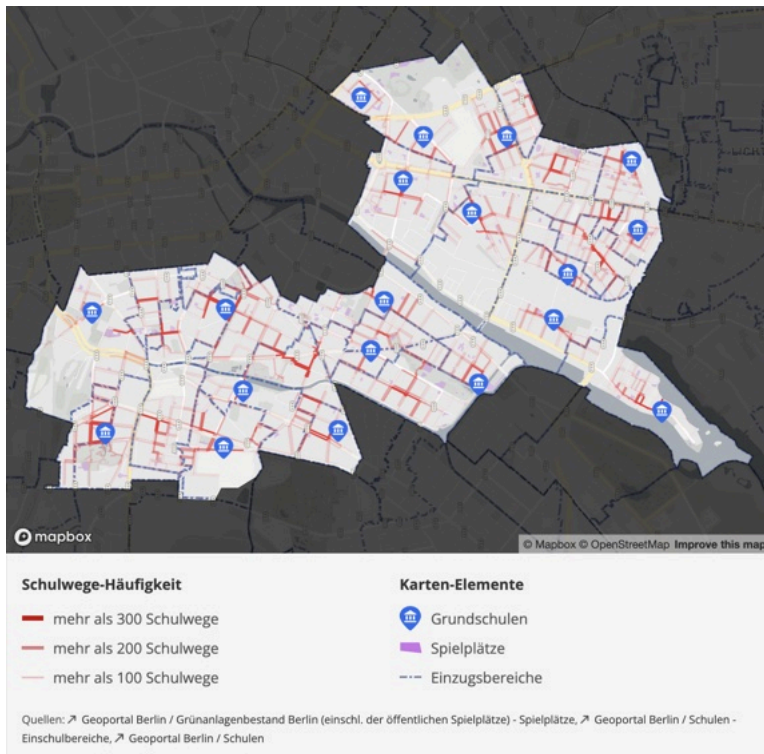 mapbox
© Mapbox © OpenStreetMap Improve this map
Schulwege-Häufigkeit
mehr als 300 Schulwege
mehr als 200 Schulwege
mehr als 100 Schulwege
Karten-Elemente
Grundschulen
Spielplätze
Einzugsbereiche
Quellen: ↗ Geoportal Berlin / Grünanlagenbestand Berlin (einschl. der öffentlichen Spielplätze) - Spielplätze, ↗ Geoportal Berlin / Schulen -
Einschulbereiche, ↗ Geoportal Berlin / Schulen